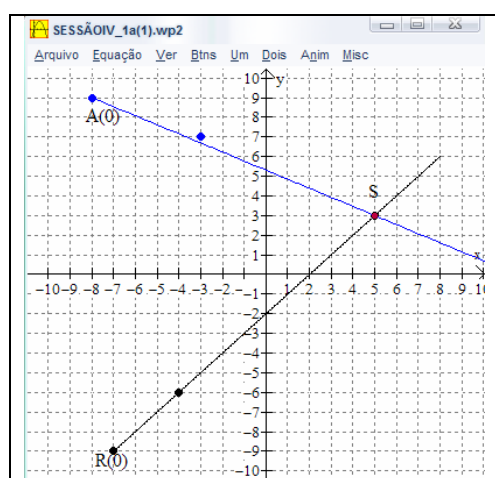 SESSÃOIV_1a(1).wp2
Arquivo Equação Ver Btns Um Dois Anim Misc
10 y
9
A(0)
8
7
6
5
4
S
3
2
1 x
-10 -9 -8 -7 -6 -5 -4 -3 -2 -1 1 2 3 4 5 6 7 8 9 10
-1
-2
-3
-4
-5
-6
-7
-8
-9
R(0)
-10